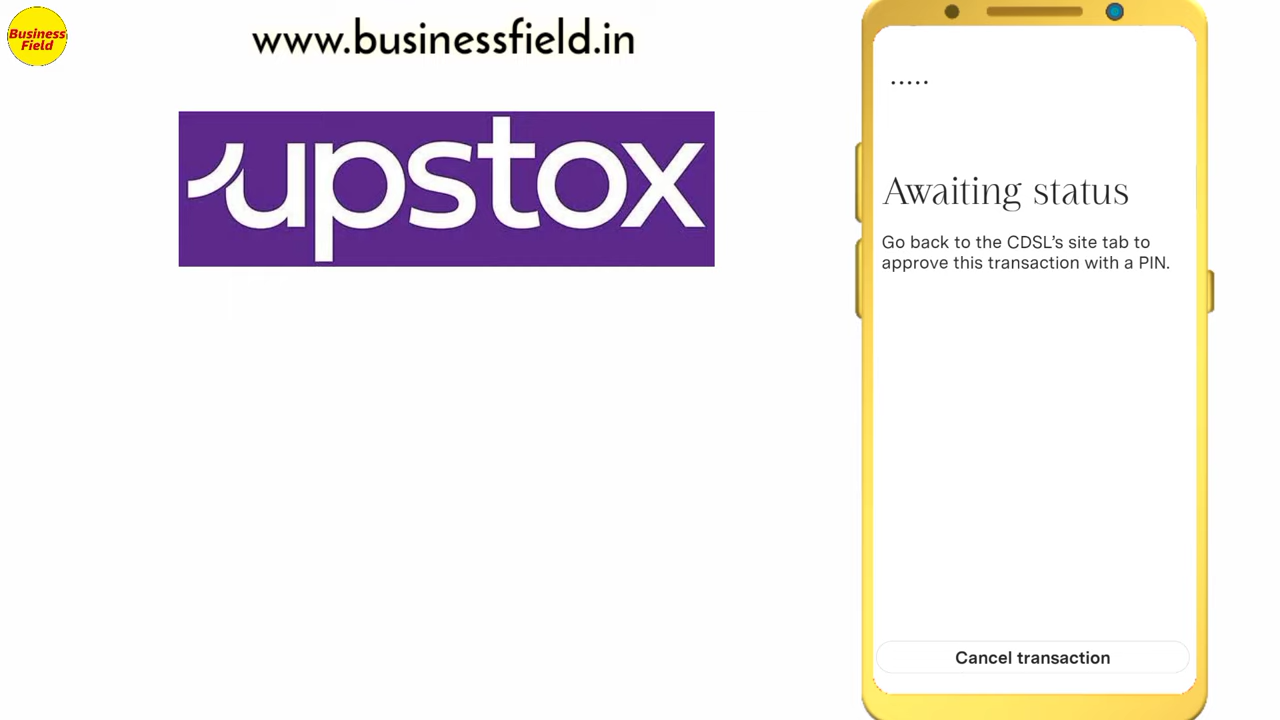 Business
Field
www.businessfield.in
upstox
.....
Awaiting status
Go back to the CDSL's site tab to
approve this transaction with a PIN.
Cancel transaction